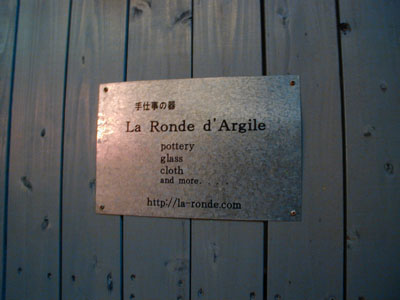 手仕事の器
La Ronde d'Argile
pottery
glass
cloth
and more.
http://la-ronde.com